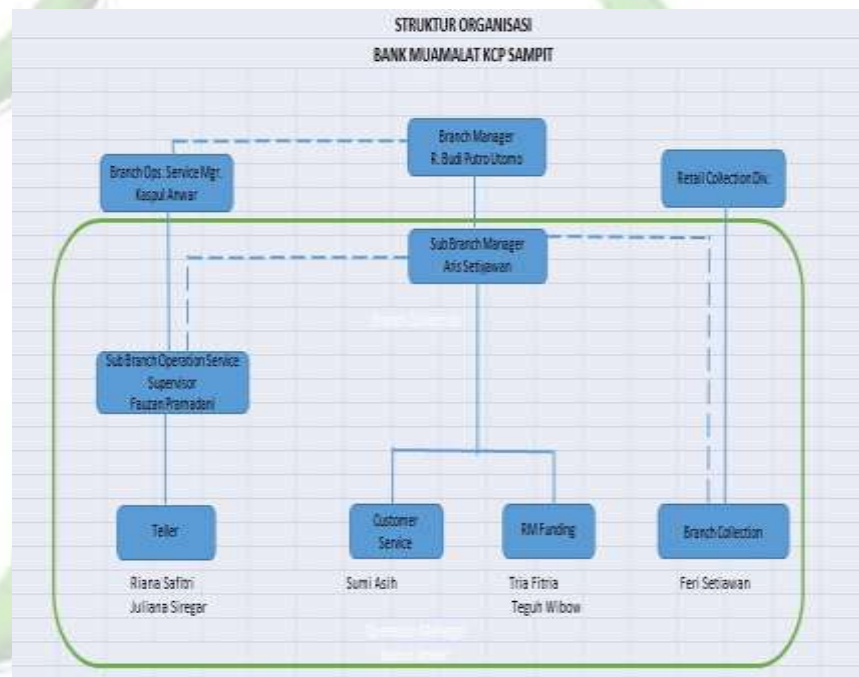 STRUKTUR ORGANISASI
BANK MUAMALAT KCP SAMPIT
Branch Manager
R. Budi Putro Utomo
Branch Ops. Service Mgr.
Kaspul Anwar
Retail Collection Div.
Sub Branch Manager
Aris Setijawan
Sub Branch Operation Service
Supervisor
Fauzan Pramadani
Teller
Customer
Service
RM Funding
Branch Collection
Riana Safitri
Juliana Siregar
Sumi Asih
Tria Fitria
Teguh Wibow
Feri Setiawan